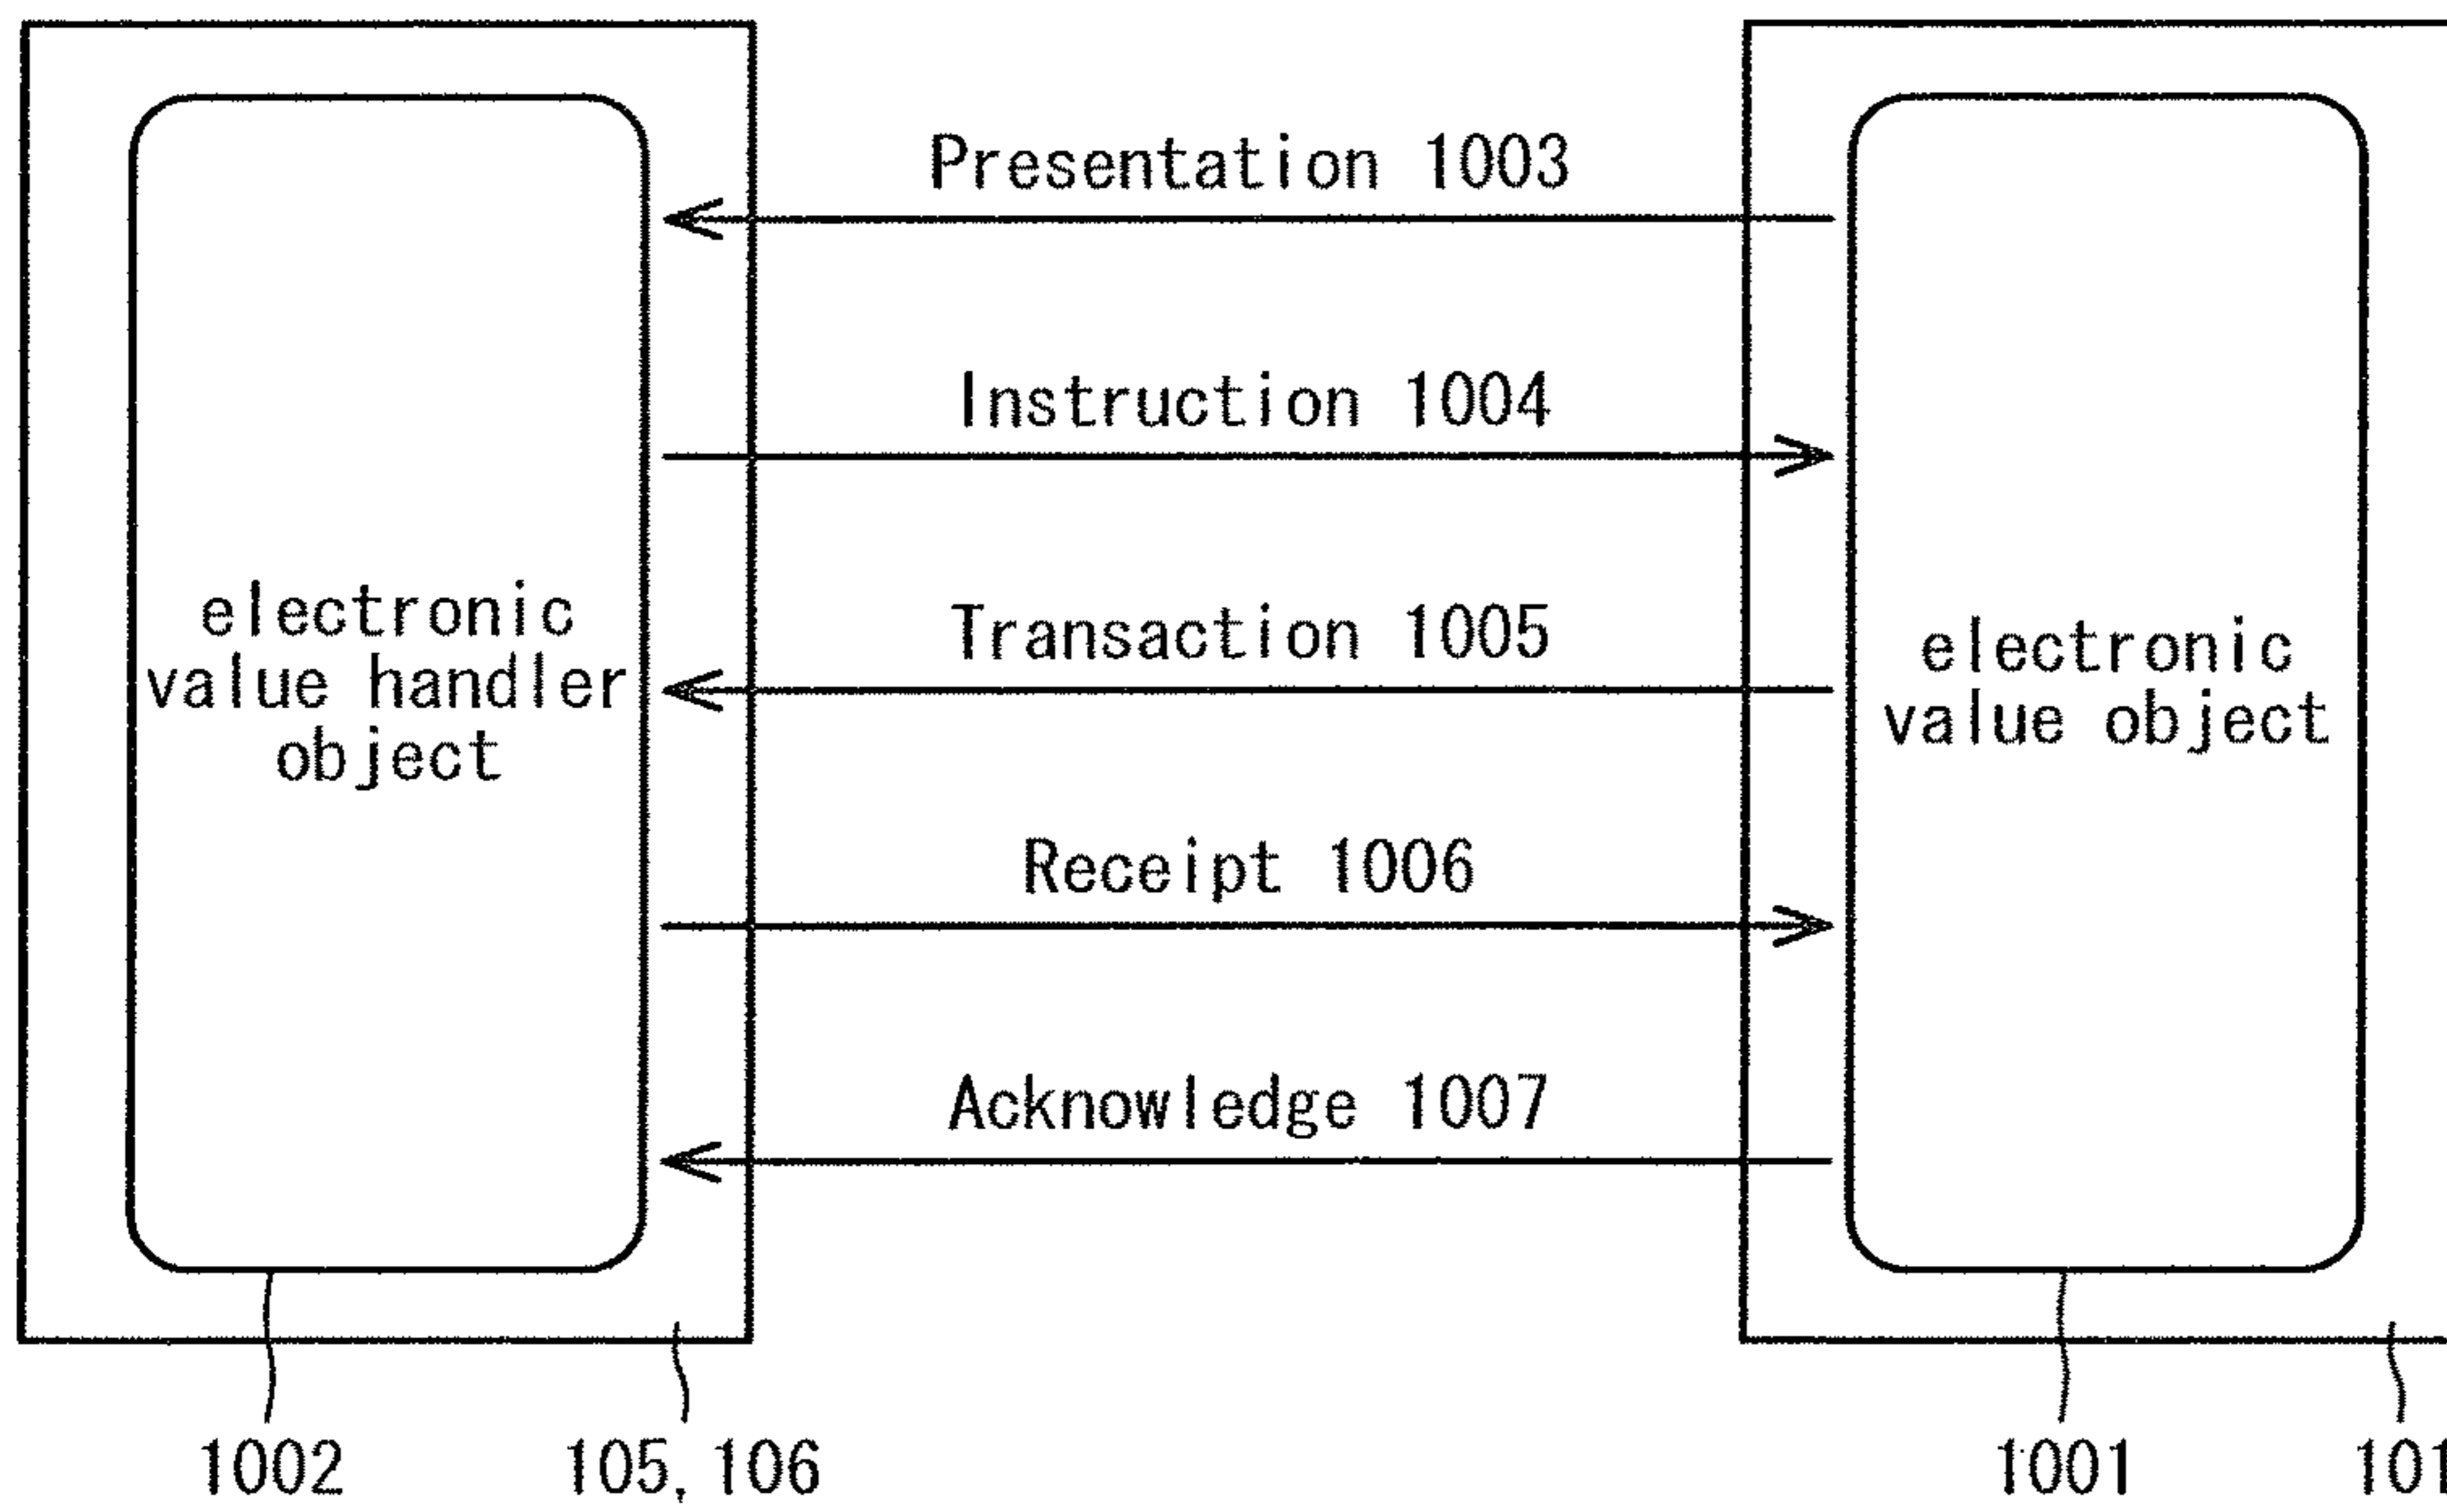 Presentation 1003
Instruction 1004
electronic
value handler
object
Transaction 1005
electronic
value object
Receipt 1006
Acknowledge 1007
1002
105, 106
1001
101